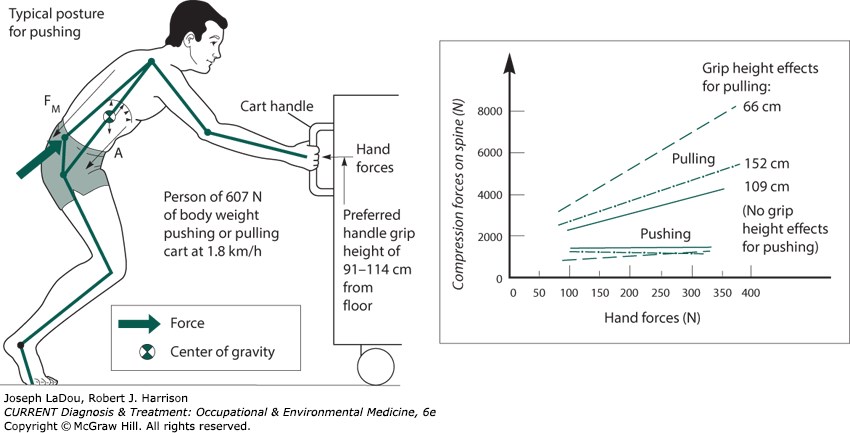 Typical posture
for pushing
F_M
A
Cart handle
Hand
forces
Person of 607 N
of body weight
pushing or pulling
cart at 1.8 km/h
Preferred
handle grip
height of
91–114 cm
from
floor
Force
Center of gravity
Compression forces on spine (N)
8000
6000
4000
2000
0
0 50 100 150 200 250 300 350 400
Hand forces (N)
Grip height effects
for pulling:
66 cm
Pulling
152 cm
109 cm
(No grip
height effects
for pushing)
Pushing
Joseph LaDou, Robert J. Harrison
CURRENT Diagnosis & Treatment: Occupational & Environmental Medicine, 6e
Copyright © McGraw Hill. All rights reserved.